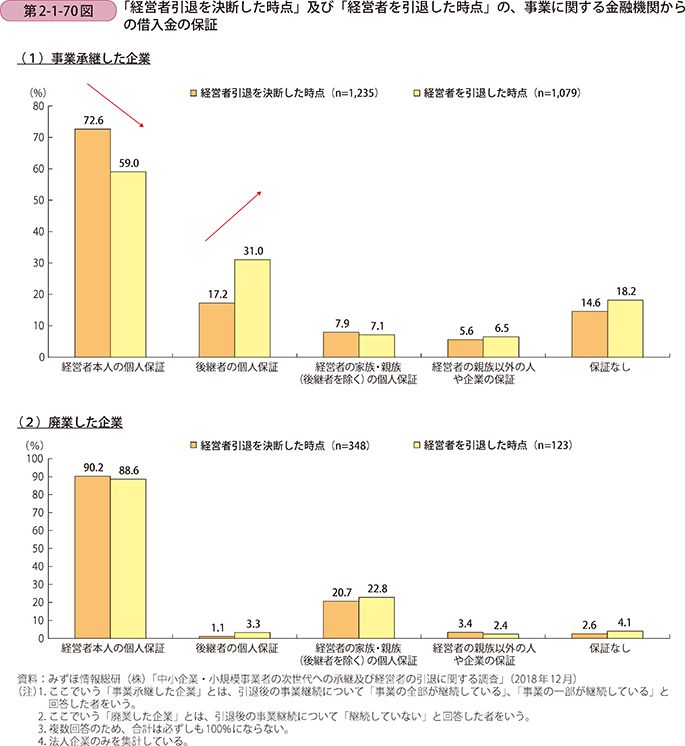 第2-1-70図
「経営者引退を決断した時点」及び「経営者を引退した時点」の、事業に関する金融機関から
の借入金の保証
（１）事業承継した企業
(%)
経営者引退を決断した時点（n=1,235）
経営者を引退した時点（n=1,079）
80
70
60
50
40
30
20
10
0
72.6
59.0
17.2
31.0
7.9
7.1
5.6
6.5
14.6
18.2
経営者本人の個人保証
後継者の個人保証
経営者の家族・親族
（後継者を除く）の個人保証
経営者の親族以外の人
や企業の保証
保証なし
（２）廃業した企業
(%)
経営者引退を決断した時点（n=348）
経営者を引退した時点（n=123）
100
90
80
70
60
50
40
30
20
10
0
90.2
88.6
1.1
3.3
20.7
22.8
3.4
2.4
2.6
4.1
経営者本人の個人保証
後継者の個人保証
経営者の家族・親族
（後継者を除く）の個人保証
経営者の親族以外の人
や企業の保証
保証なし
資料：みずほ情報総研（株）「中小企業・小規模事業者の次世代への承継及び経営者の引退に関する調査」（2018年12月）
（注）1. ここでいう「事業承継した企業」とは、引退後の事業継続について「事業の全部が継続している」、「事業の一部が継続している」と
回答した者をいう。
2. ここでいう「廃業した企業」とは、引退後の事業継続について「継続していない」と回答した者をいう。
3. 複数回答のため、合計は必ずしも100%にならない。
4. 法人企業のみを集計している。